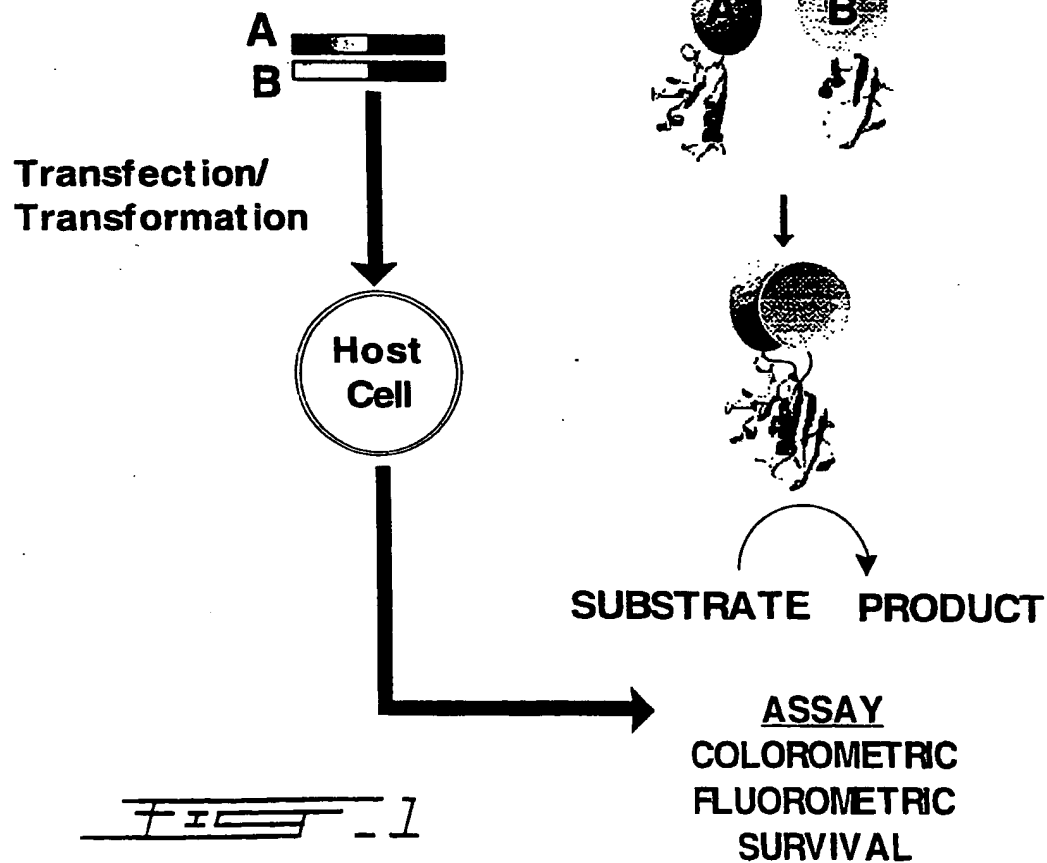 A
B
Transfection/
Transformation
Host
Cell
A
B
SUBSTRATE PRODUCT
ASSAY
COLOROMETRIC
FLUOROMETRIC
SURVIVAL